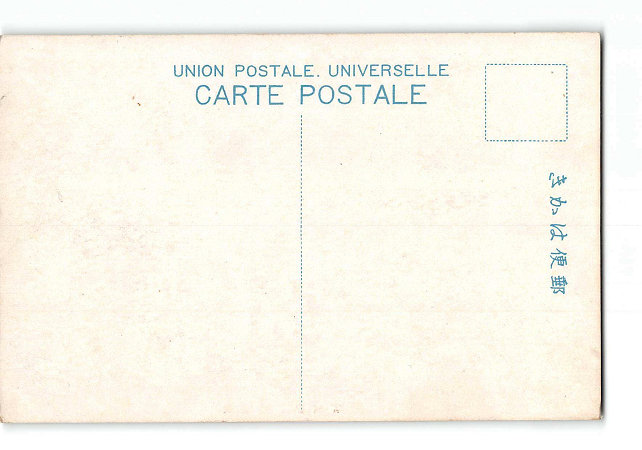 UNION POSTALE. UNIVERSELLE
CARTE POSTALE
きかは便郵